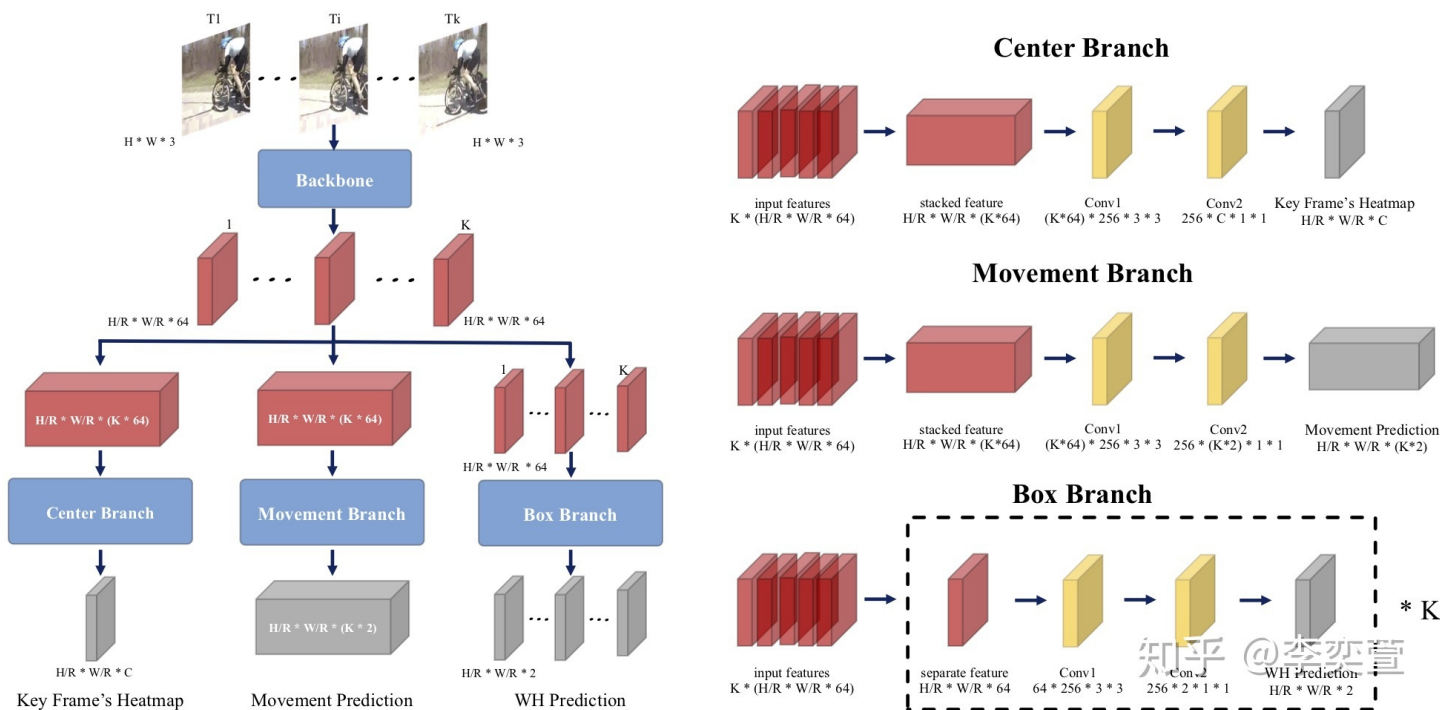 T1
Ti
Tk
H * W * 3
H * W * 3
Backbone
1
K
H/R * W/R * 64
H/R * W/R * 64
1
K
H/R * W/R * (K * 64)
H/R * W/R * (K * 64)
H/R * W/R * 64
Center Branch
Movement Branch
Box Branch
H/R * W/R * (K * 2)
H/R * W/R * C
H/R * W/R * 2
Key Frame's Heatmap
Movement Prediction
WH Prediction
Center Branch
input features
K * (H/R * W/R * 64)
stacked feature
H/R * W/R * (K*64)
Conv1
(K*64) * 256 * 3 * 3
Conv2
256 * C * 1 * 1
Key Frame's Heatmap
H/R * W/R * C
Movement Branch
input features
K * (H/R * W/R * 64)
stacked feature
H/R * W/R * (K*64)
Conv1
(K*64) * 256 * 3 * 3
Conv2
256 * (K*2) * 1 * 1
Movement Prediction
H/R * W/R * (K*2)
Box Branch
* K
input features
K * (H/R * W/R * 64)
separate feature
H/R * W/R * 64
Conv1
64 * 256 * 3 * 3
Conv2
256 * 2 * 1 * 1
WH Prediction
H/R * W/R * 2
知乎 @李奕萱